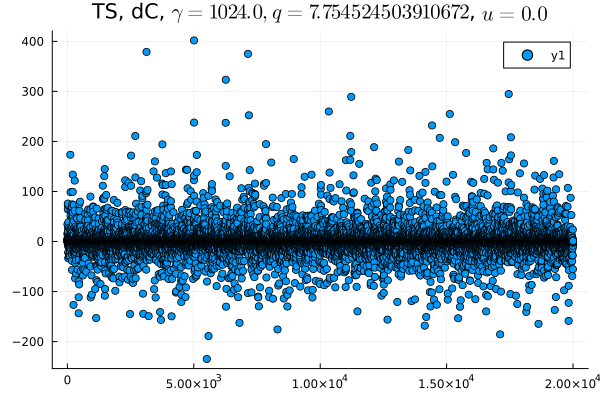 TS, dC, γ = 1024.0, q = 7.754524503910672, u = 0.0
y1
400
300
200
100
0
−100
−200
0 5.00×10³ 1.00×10⁴ 1.50×10⁴ 2.00×10⁴